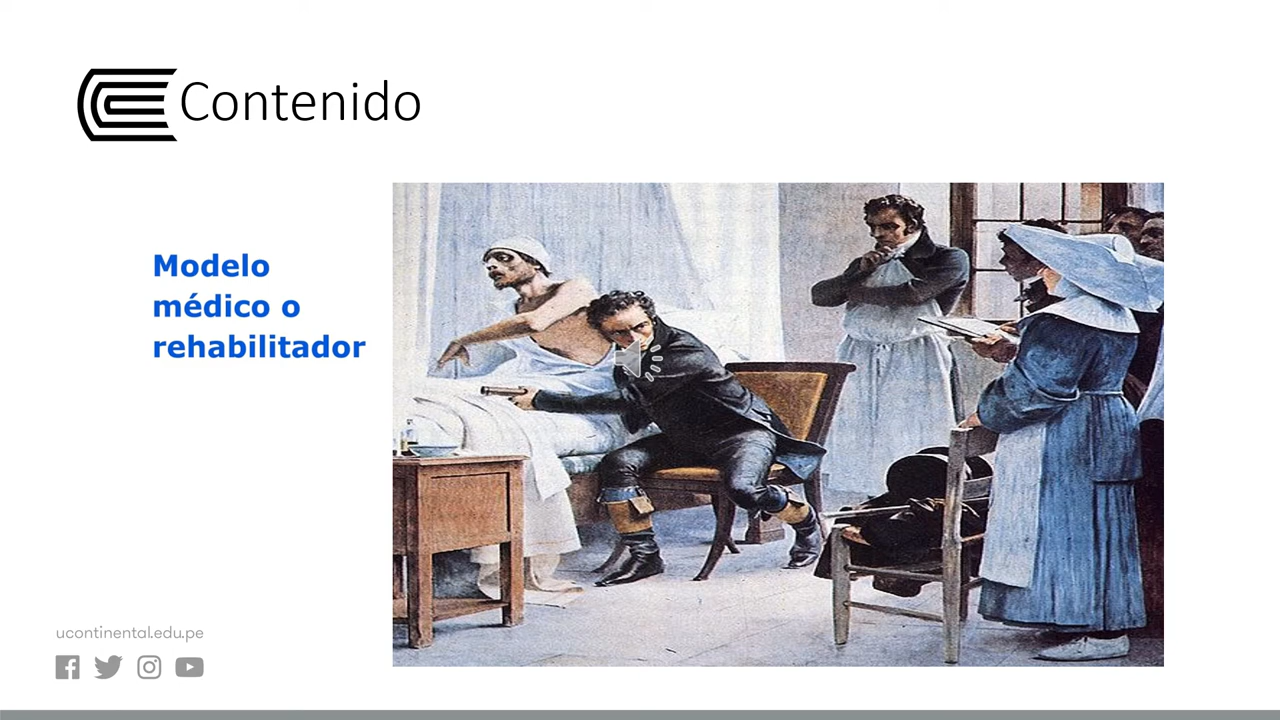 Contenido
Modelo
médico o
rehabilitador
ucontinental.edu.pe